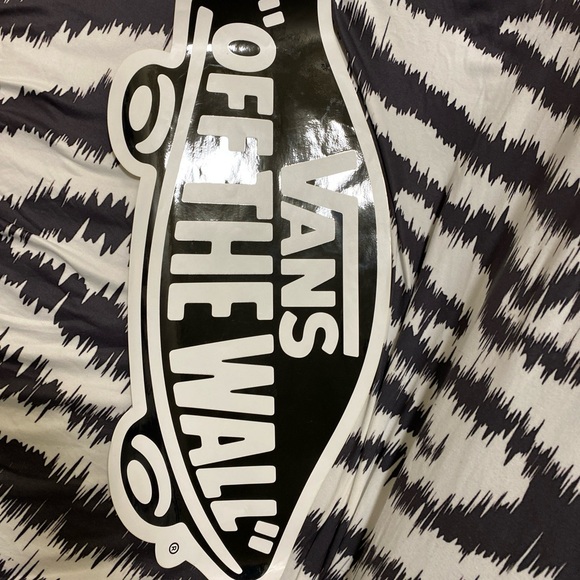 VANS
"OFF THE WALL"
®